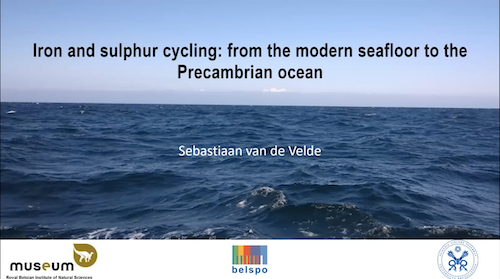 Iron and sulphur cycling: from the modern seafloor to the
Precambrian ocean
Sebastiaan van de Velde
museum
Royal Belgian Institute of Natural Sciences
belspo